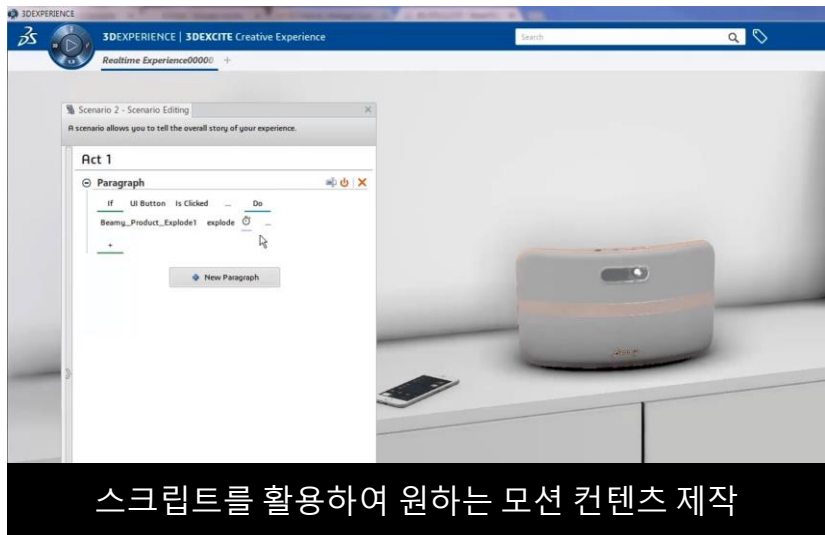 3DEXPERIENCE
3DEXPERIENCE | 3DEXCITE Creative Experience
Search
Realtime Experience00000 +
Scenario 2 - Scenario Editing
A scenario allows you to tell the overall story of your experience.
Act 1
Paragraph
If UI Button Is Clicked ... Do
Beamy_Product_Explode1 explode ...
+
New Paragraph
스크립트를 활용하여 원하는 모션 컨텐츠 제작